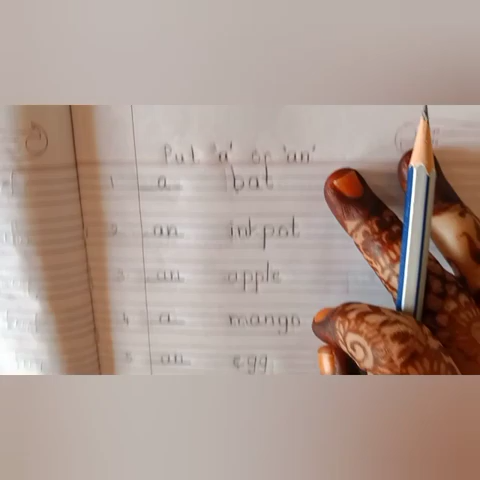 Put 'a' or 'an'
1 a bat
2 an inkpot
3 an apple
4 a mango
5 an egg